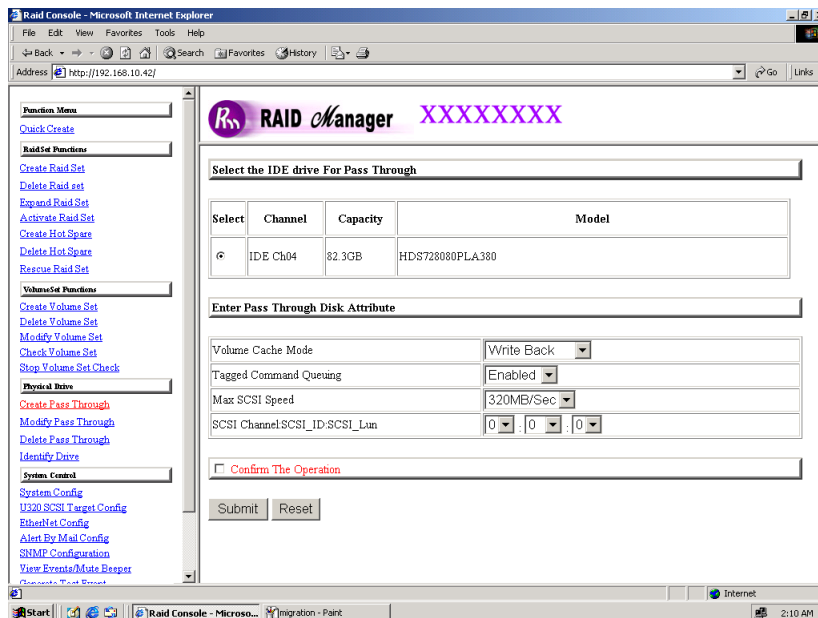 Raid Console - Microsoft Internet Explorer
File Edit View Favorites Tools Help
Back Search Favorites History
Address http://192.168.10.42/ Go Links
Function Menu
Quick Create
RaidSet Functions
Create Raid Set
Delete Raid set
Expand Raid Set
Activate Raid Set
Create Hot Spare
Delete Hot Spare
Rescue Raid Set
VolumeSet Functions
Create Volume Set
Delete Volume Set
Modify Volume Set
Check Volume Set
Stop Volume Set Check
Physical Drive
Create Pass Through
Modify Pass Through
Delete Pass Through
Identify Drive
System Control
System Config
U320 SCSI Target Config
EtherNet Config
Alert By Mail Config
SNMP Configuration
View Events/Mute Beeper
Generate Test Event
Rm RAID Manager XXXXXXXX
Select the IDE drive For Pass Through
Select Channel Capacity Model
IDE Ch04 82.3GB HDS728080PLA380
Enter Pass Through Disk Attribute
Volume Cache Mode Write Back
Tagged Command Queuing Enabled
Max SCSI Speed 320MB/Sec
SCSI Channel:SCSI_ID:SCSI_Lun 0 : 0 : 0
Confirm The Operation
Submit Reset
Internet
Start Raid Console - Microso... migration - Paint 2:10 AM